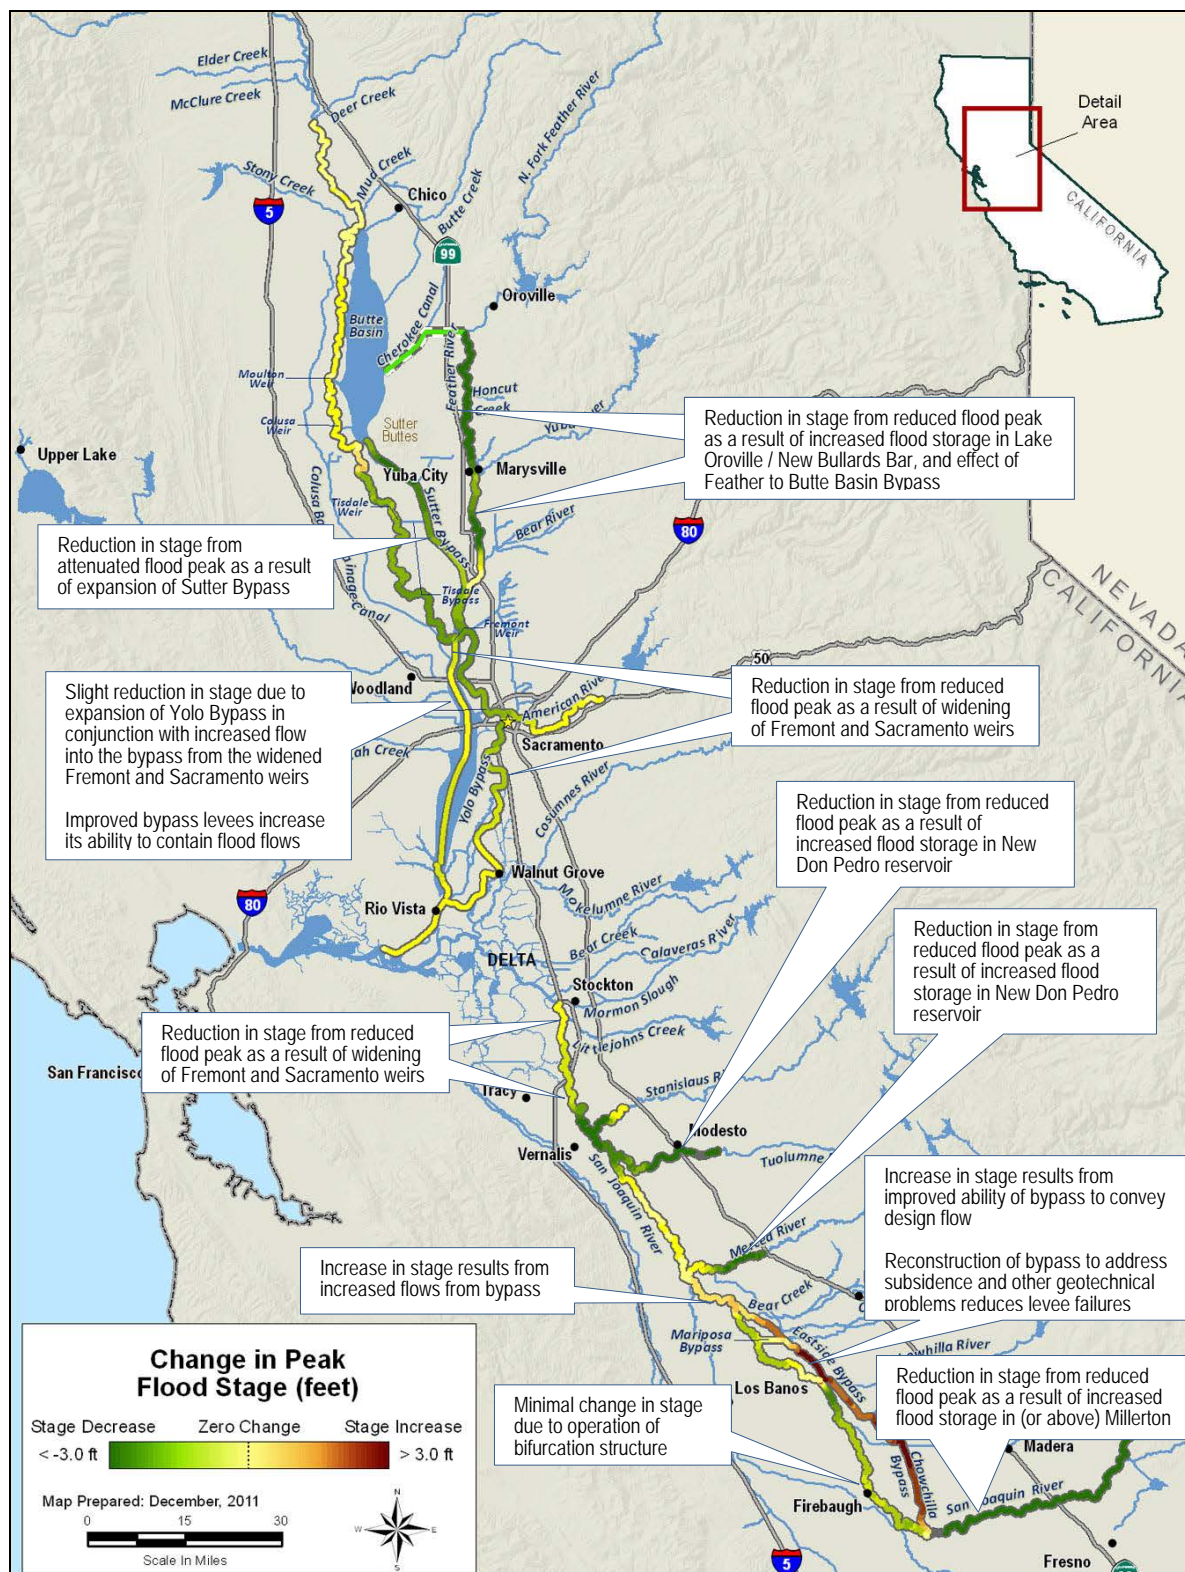 Elder Creek
McClure Creek
Deer Creek
N. Fork Feather River
Detail
Area
Stony Creek
Mud Creek
Chico
5
Butte Creek
99
CALIFORNIA
Oroville
Butte
Basin
Cherokee Canal
Feather River
Moulton
Weir
Honcut
Creek
Colusa
Weir
Sutter
Buttes
Upper Lake
Yuba City
Marysville
Reduction in stage from reduced flood peak
as a result of increased flood storage in Lake
Oroville / New Bullards Bar, and effect of
Feather to Butte Basin Bypass
Tisdale
Weir
Sutter Bypass
Bear River
80
Reduction in stage from
attenuated flood peak as a result
of expansion of Sutter Bypass
Tisdale
Bypass
Fremont
Weir
NEVADA
CALIFORNIA
50
Woodland
American River
Sacramento
Slight reduction in stage due to
expansion of Yolo Bypass in
conjunction with increased flow
into the bypass from the widened
Fremont and Sacramento weirs
Improved bypass levees increase
its ability to contain flood flows
Reduction in stage from reduced
flood peak as a result of widening
of Fremont and Sacramento weirs
Yolo Bypass
Cosumnes River
Reduction in stage from reduced
flood peak as a result of
increased flood storage in New
Don Pedro reservoir
Walnut Grove
Mokelumne River
80
Rio Vista
Bear Creek
Calaveras River
DELTA
Stockton
Mormon Slough
Littlejohns Creek
Reduction in stage from
reduced flood peak as a
result of increased flood
storage in New Don Pedro
reservoir
Reduction in stage from reduced
flood peak as a result of widening
of Fremont and Sacramento weirs
San Francisco
Tracy
Stanislaus
Modesto
Vernalis
Tuolumne
San Joaquin River
Merced River
Increase in stage results from
improved ability of bypass to convey
design flow
Reconstruction of bypass to address
subsidence and other geotechnical
problems reduces levee failures
Increase in stage results from
increased flows from bypass
Bear Creek
Mariposa
Bypass
Eastside Bypass
River
Los Banos
Reduction in stage from reduced
flood peak as a result of increased
flood storage in (or above) Millerton
Minimal change in stage
due to operation of
bifurcation structure
Chowchilla
Bypass
Madera
San Joaquin River
Firebaugh
Fresno
5
Change in Peak
Flood Stage (feet)
Stage Decrease
Zero Change
Stage Increase
< -3.0 ft
> 3.0 ft
Map Prepared: December, 2011
0 15 30
Scale In Miles
N
W
E
S